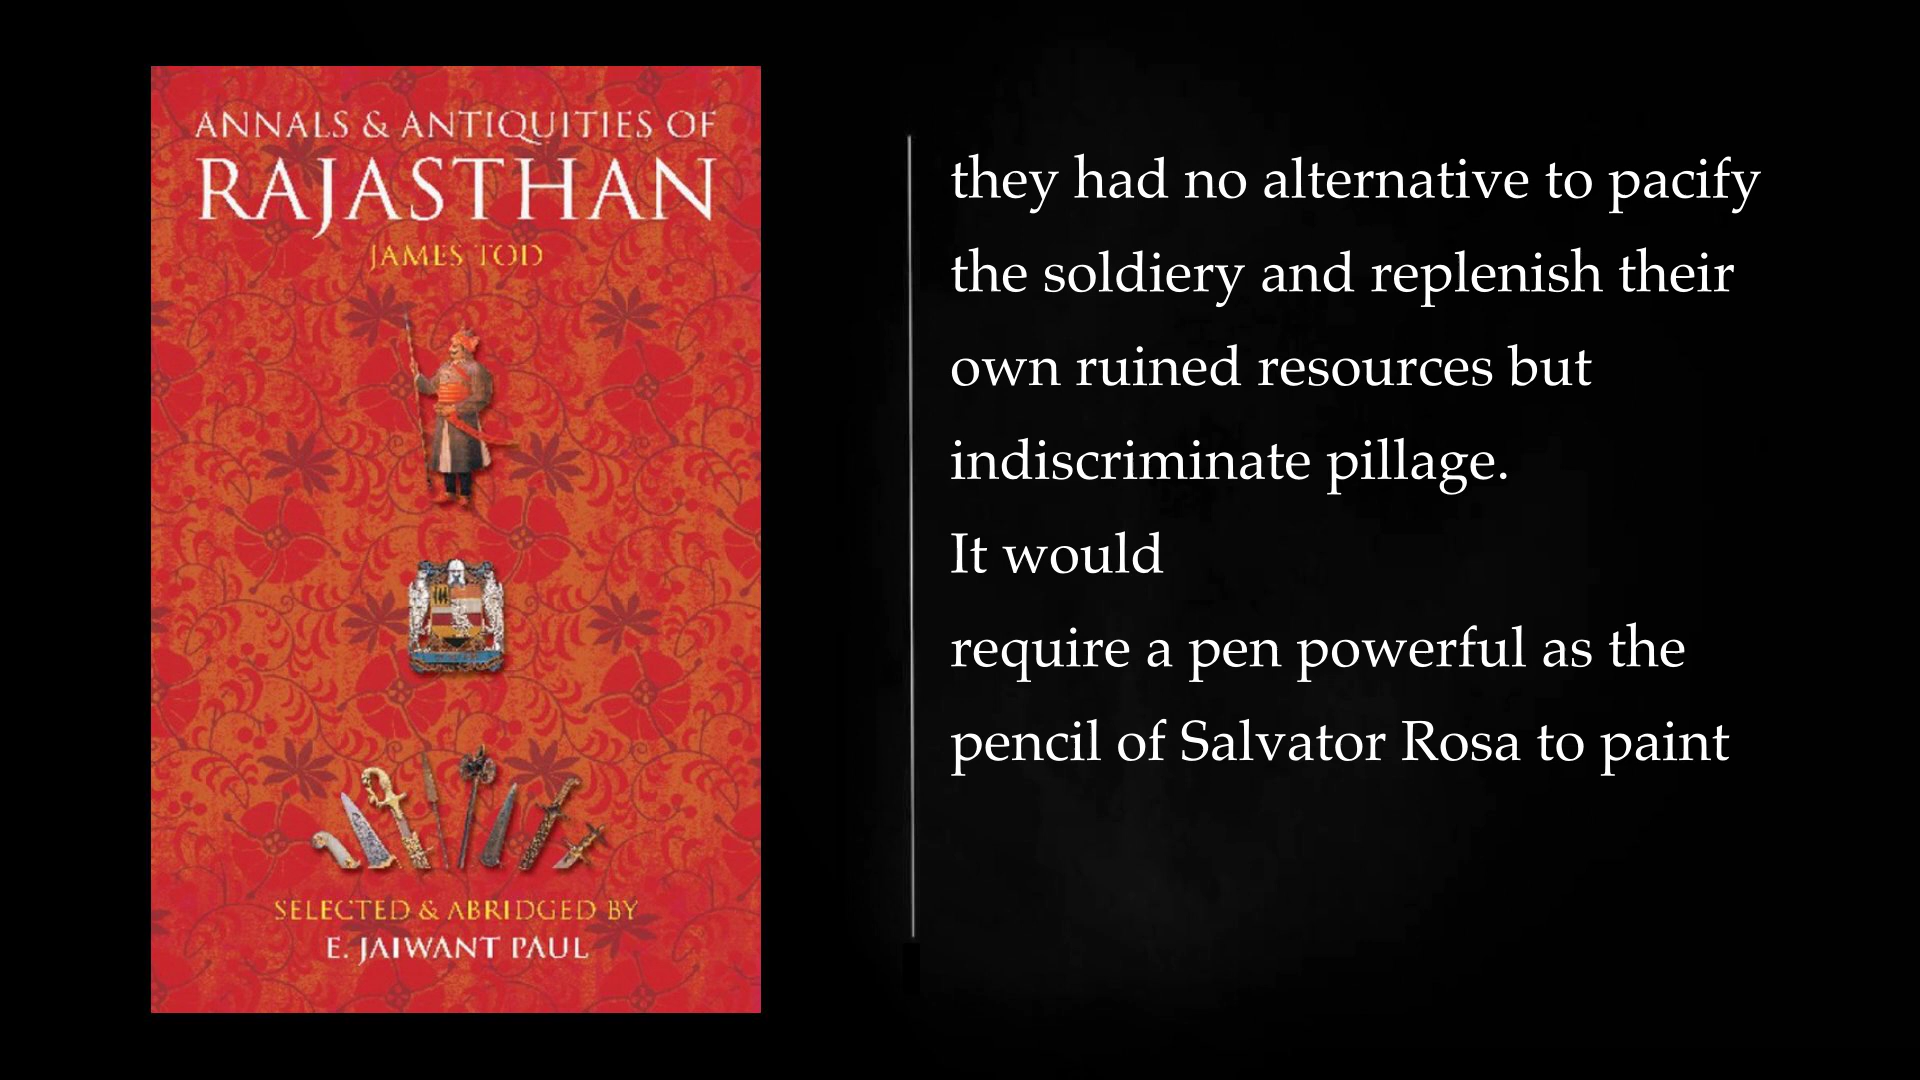 ANNALS & ANTIQUITIES OF
RAJASTHAN
JAMES TOD
SELECTED & ABRIDGED BY
E. JAIWANT PAUL
they had no alternative to pacify
the soldiery and replenish their
own ruined resources but
indiscriminate pillage.
It would
require a pen powerful as the
pencil of Salvator Rosa to paint